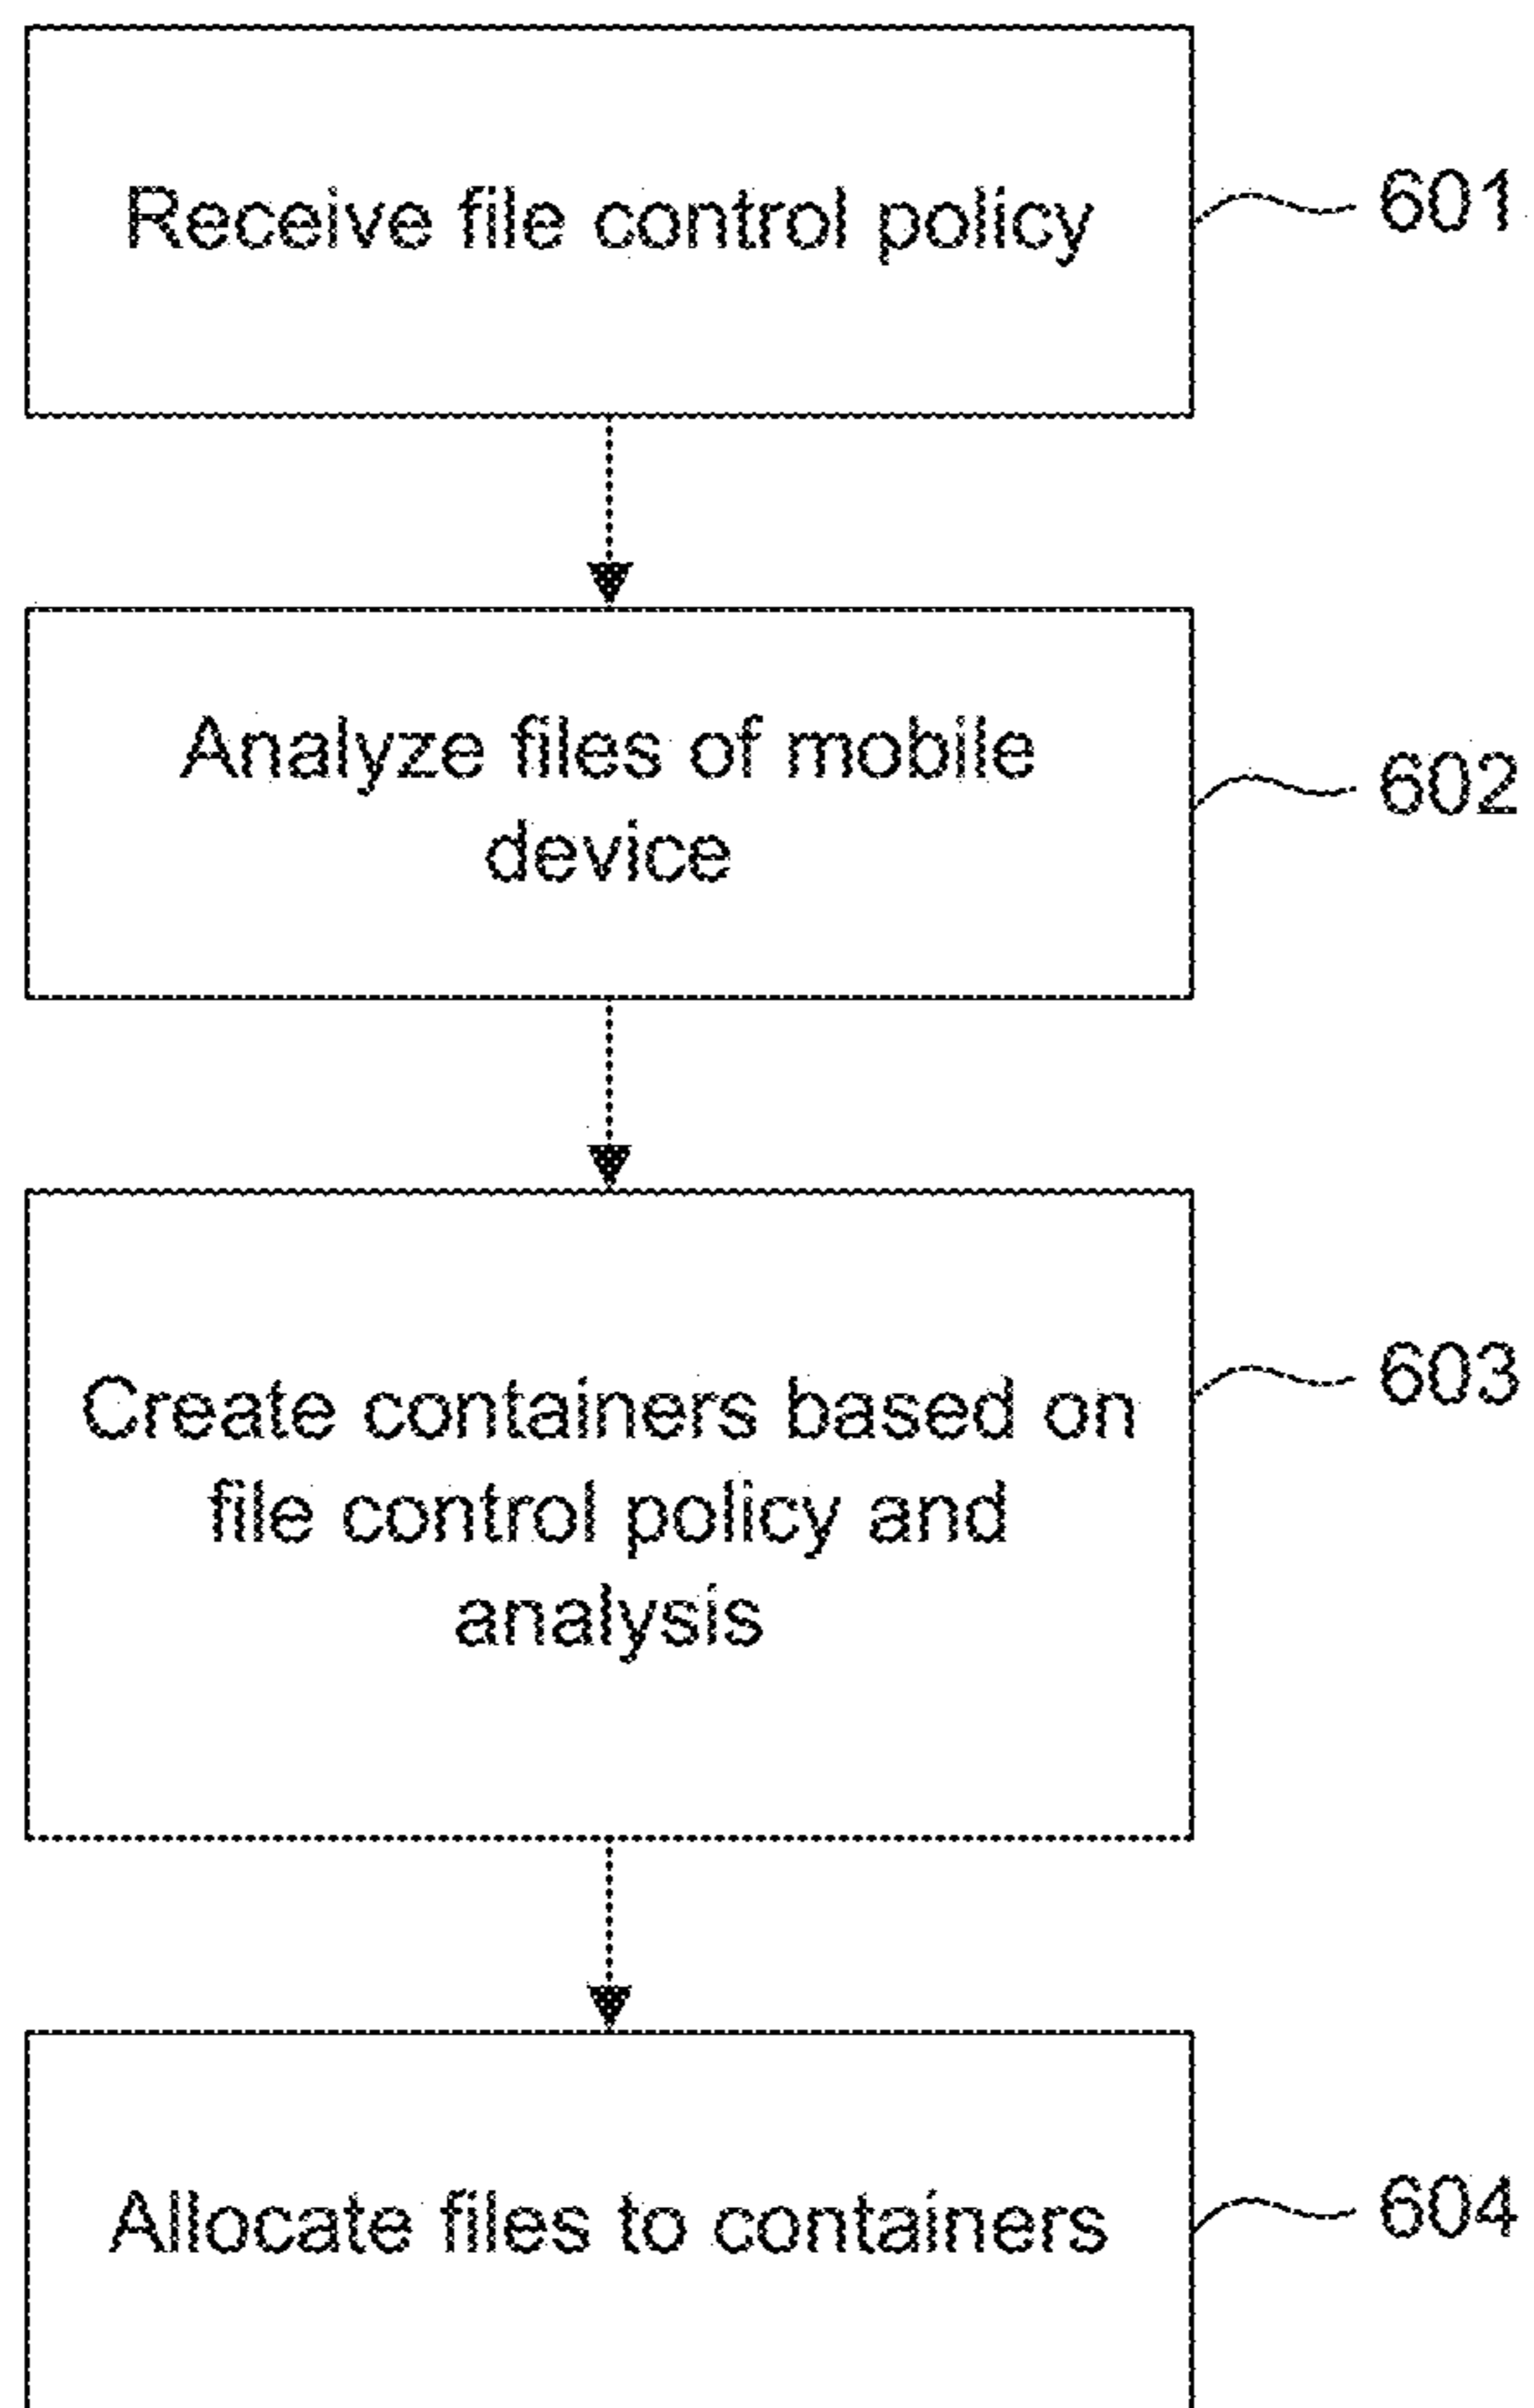 Receive file control policy
601
Analyze files of mobile
device
602
Create containers based on
file control policy and
analysis
603
Allocate files to containers
604